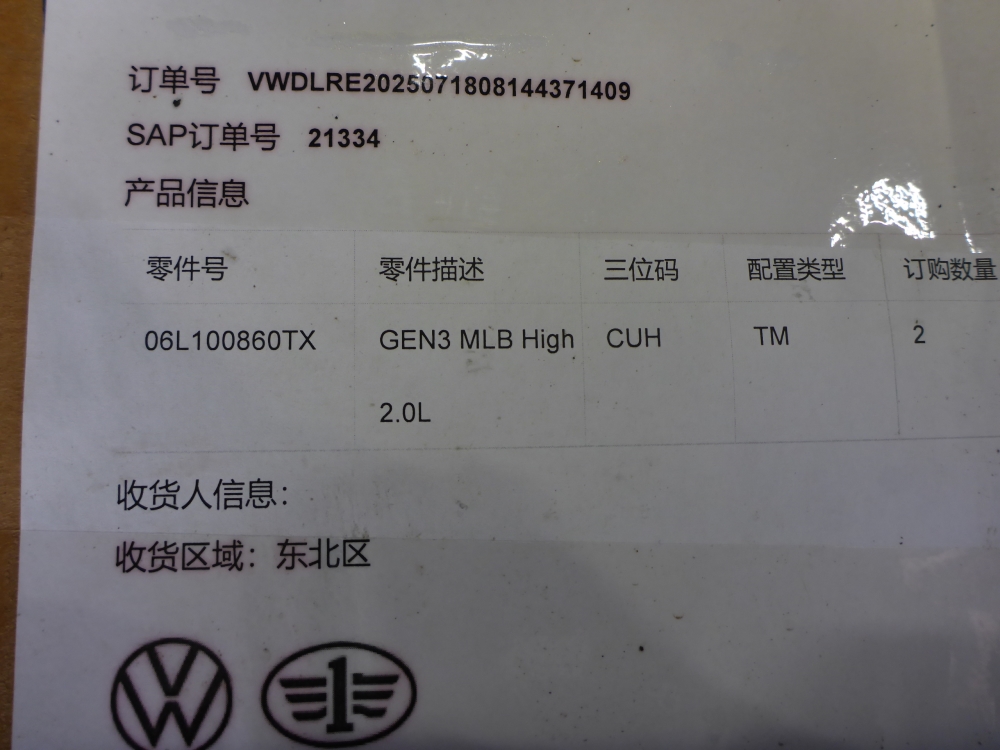 订单号 VWDLRE2025071808144371409
SAP订单号 21334
产品信息
零件号 零件描述 三位码 配置类型 订购数量
06L100860TX GEN3 MLB High CUH TM 2
2.0L
收货人信息：
收货区域：东北区
VW 1